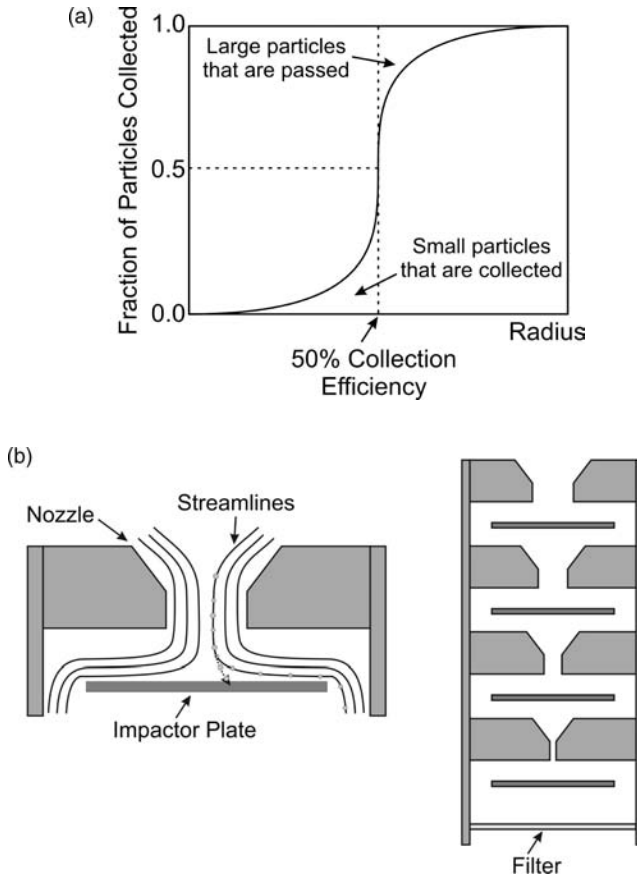 (a)
Fraction of Particles Collected
1.0
0.5
0.0
Large particles
that are passed
Small particles
that are collected
Radius
50% Collection
Efficiency
(b)
Nozzle
Streamlines
Impactor Plate
Filter